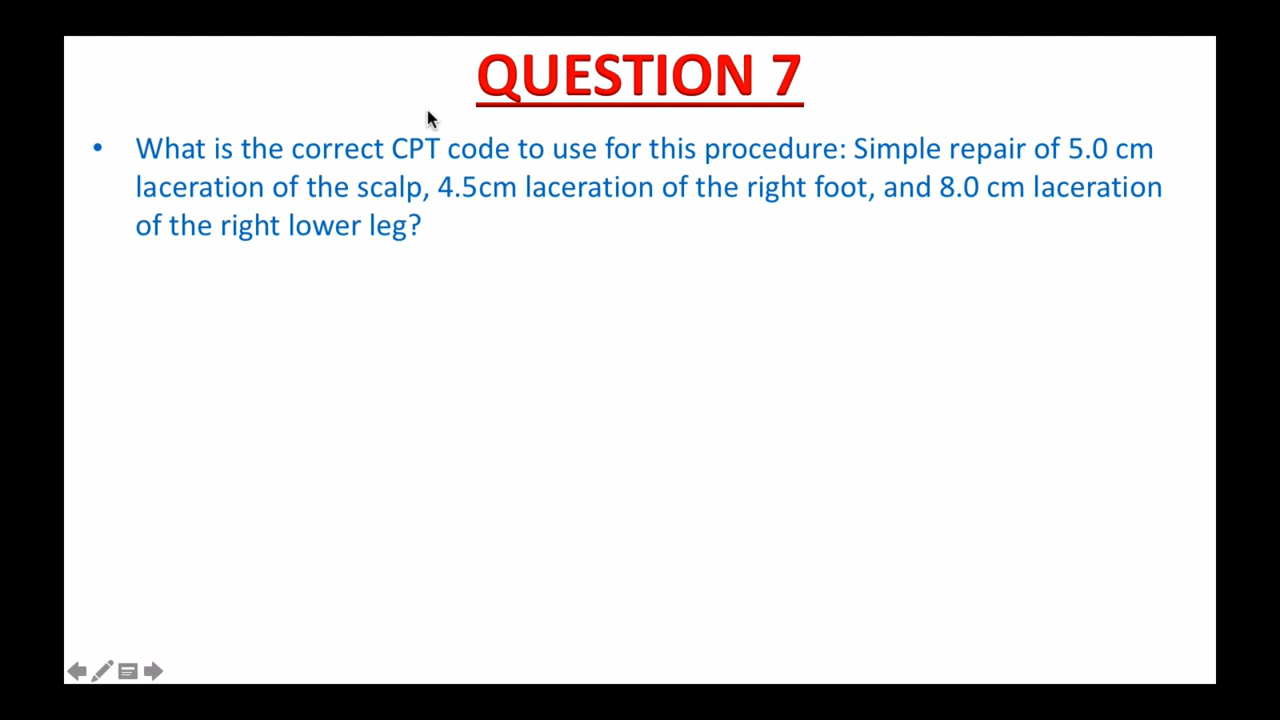 QUESTION 7
• What is the correct CPT code to use for this procedure: Simple repair of 5.0 cm
laceration of the scalp, 4.5cm laceration of the right foot, and 8.0 cm laceration
of the right lower leg?